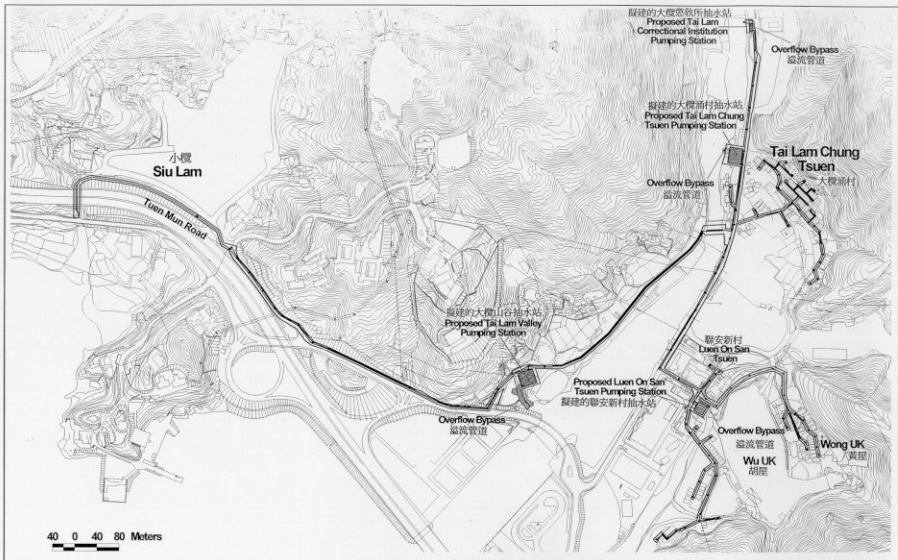 擬建的大欖懲教所抽水站
Proposed Tai Lam
Correctional Institution
Pumping Station
Overflow Bypass
溢流管道
擬建的大欖涌村抽水站
Proposed Tai Lam Chung
Tsuen Pumping Station
Tai Lam Chung
Tsuen
大欖涌村
小欖
Siu Lam
Overflow Bypass
溢流管道
Tuen Mun Road
擬建的大欖山谷抽水站
Proposed Tai Lam Valley
Pumping Station
聯安新村
Luen On San
Tsuen
Proposed Luen On San
Tsuen Pumping Station
擬建的聯安新村抽水站
Overflow Bypass
溢流管道
Overflow Bypass
溢流管道
Wong UK
黃屋
Wu UK
胡屋
40 0 40 80 Meters